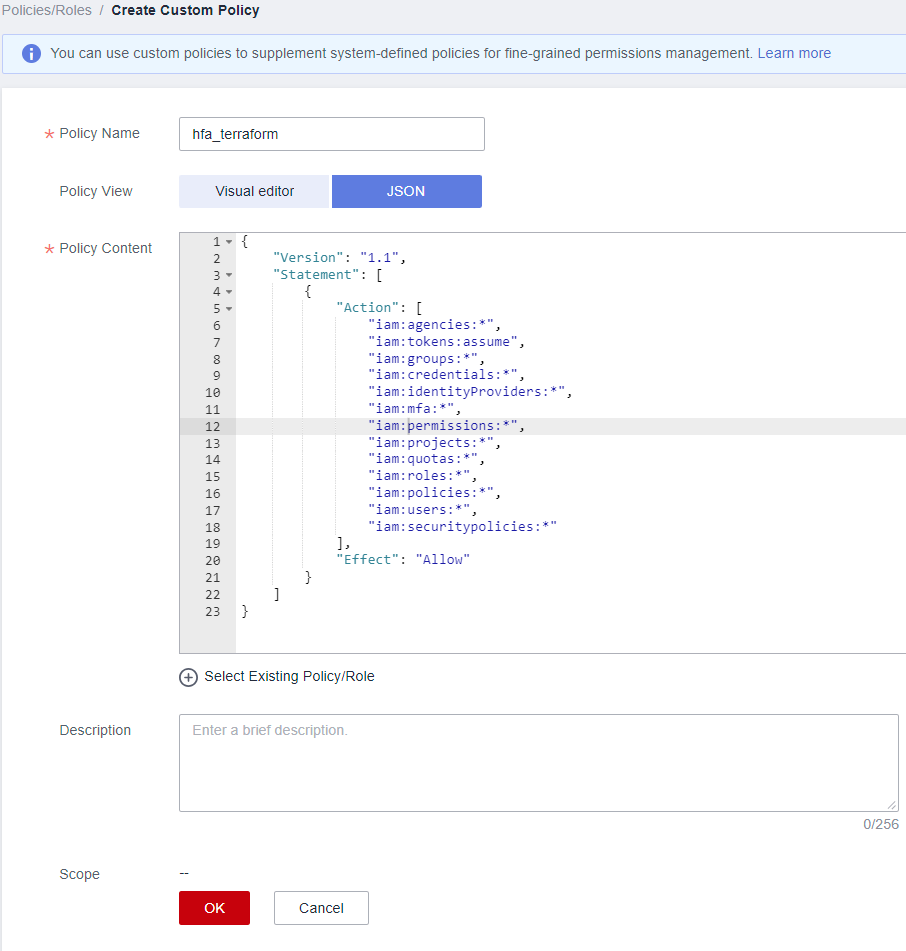 Policies/Roles / Create Custom Policy
You can use custom policies to supplement system-defined policies for fine-grained permissions management. Learn more
* Policy Name hfa_terraform
Policy View Visual editor JSON
* Policy Content
1 {
2 "Version": "1.1",
3 "Statement": [
4 {
5 "Action": [
6 "iam:agencies:*",
7 "iam:tokens:assume",
8 "iam:groups:*",
9 "iam:credentials:*",
10 "iam:identityProviders:*",
11 "iam:mfa:*",
12 "iam:permissions:*",
13 "iam:projects:*",
14 "iam:quotas:*",
15 "iam:roles:*",
16 "iam:policies:*",
17 "iam:users:*",
18 "iam:securitypolicies:*"
19 ],
20 "Effect": "Allow"
21 }
22 ]
23 }
Select Existing Policy/Role
Description Enter a brief description.
0/256
Scope --
OK Cancel